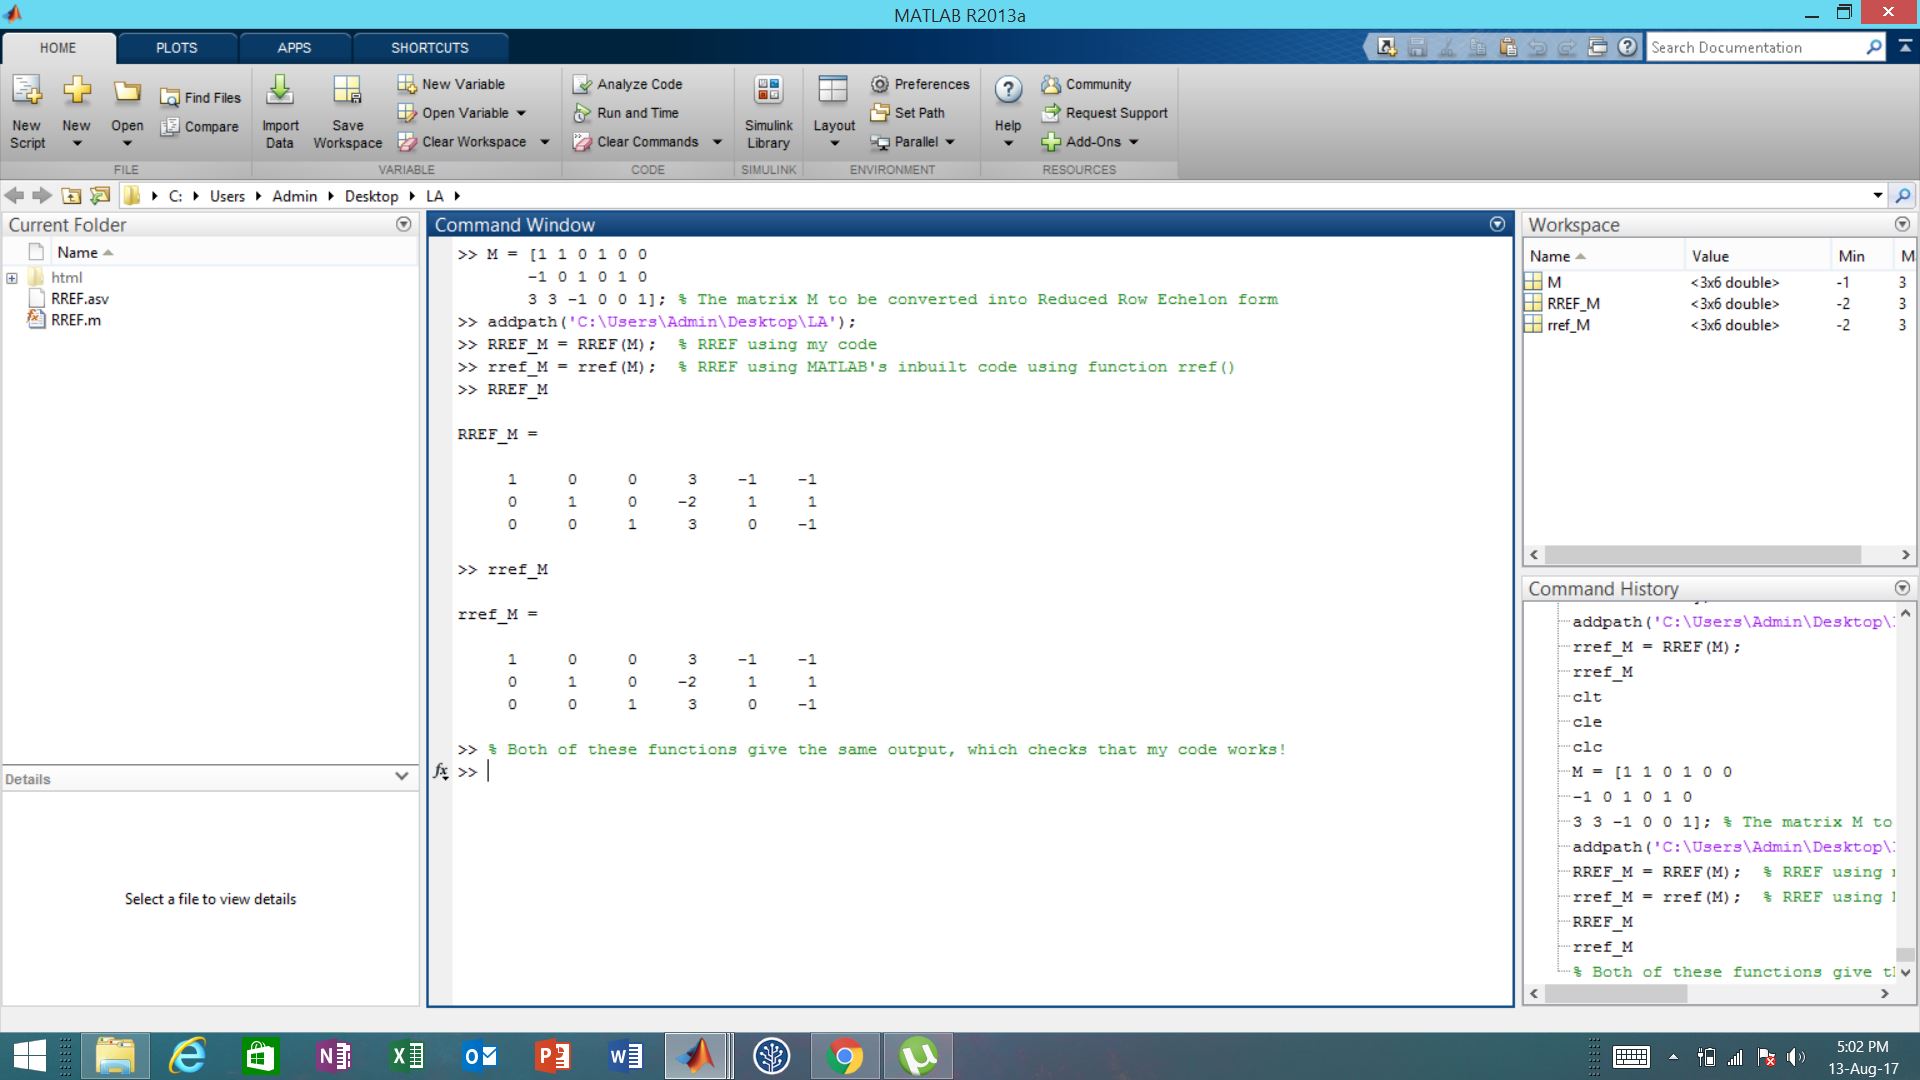 MATLAB R2013a
HOME PLOTS APPS SHORTCUTS
Search Documentation
New Script
New
Open
Find Files
Compare
FILE
Import Data
Save Workspace
New Variable
Open Variable
Clear Workspace
VARIABLE
Analyze Code
Run and Time
Clear Commands
CODE
Simulink Library
SIMULINK
Layout
Preferences
Set Path
Parallel
ENVIRONMENT
Help
Community
Request Support
Add-Ons
RESOURCES
C: Users Admin Desktop LA
Current Folder
Name
html
RREF.asv
RREF.m
Details
Select a file to view details
Command Window
>> M = [1 1 0 1 0 0
-1 0 1 0 1 0
3 3 -1 0 0 1]; % The matrix M to be converted into Reduced Row Echelon form
>> addpath('C:\Users\Admin\Desktop\LA');
>> RREF_M = RREF(M); % RREF using my code
>> rref_M = rref(M); % RREF using MATLAB's inbuilt code using function rref()
>> RREF_M
RREF_M =
1 0 0 3 -1 -1
0 1 0 -2 1 1
0 0 1 3 0 -1
>> rref_M
rref_M =
1 0 0 3 -1 -1
0 1 0 -2 1 1
0 0 1 3 0 -1
>> % Both of these functions give the same output, which checks that my code works!
fx >>
Workspace
Name Value Min M
M <3x6 double> -1 3
RREF_M <3x6 double> -2 3
rref_M <3x6 double> -2 3
Command History
addpath('C:\Users\Admin\Desktop\
rref_M = RREF(M);
rref_M
clt
cle
clc
M = [1 1 0 1 0 0
-1 0 1 0 1 0
3 3 -1 0 0 1]; % The matrix M to
addpath('C:\Users\Admin\Desktop\
RREF_M = RREF(M); % RREF using
rref_M = rref(M); % RREF using
RREF_M
rref_M
% Both of these functions give t
5:02 PM
13-Aug-17